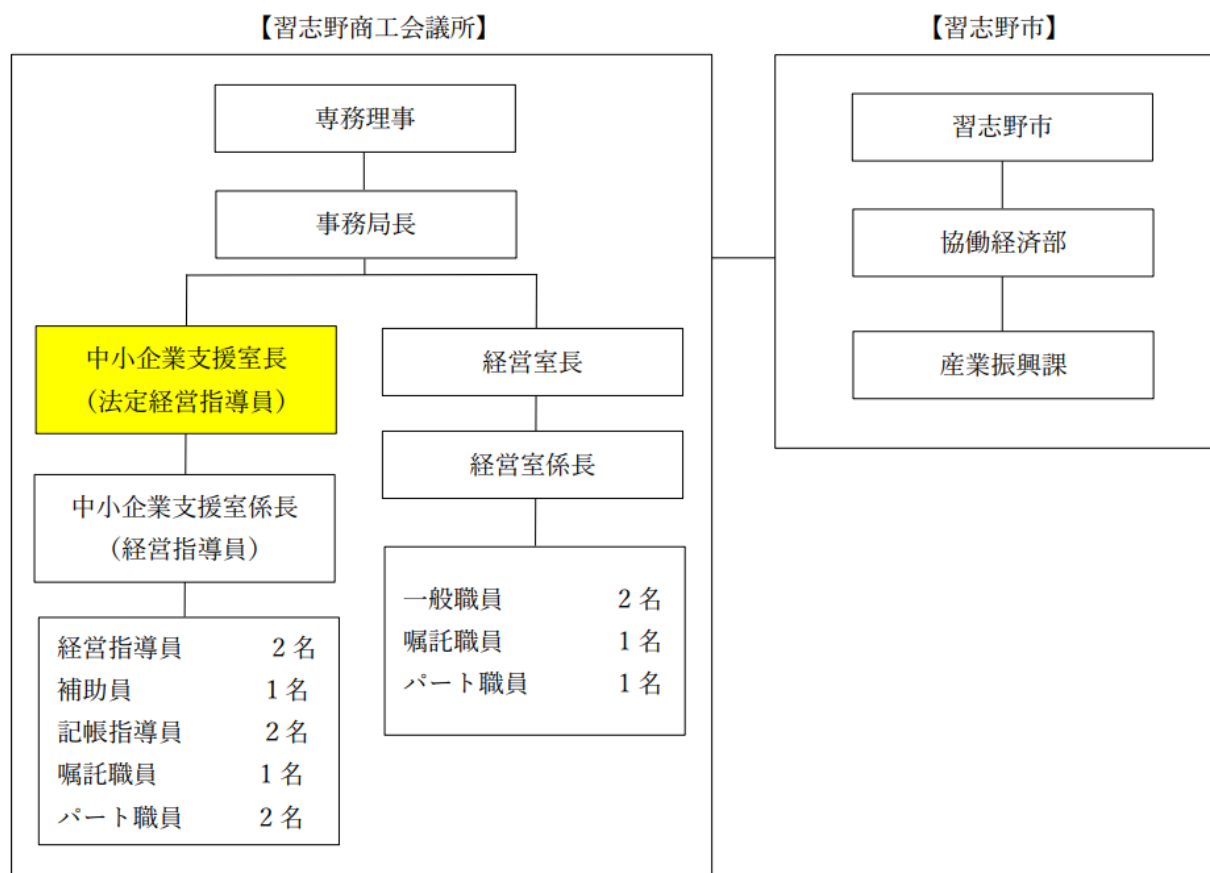 【習志野商工会議所】
専務理事
事務局長
中小企業支援室長
（法定経営指導員）
中小企業支援室係長
（経営指導員）
経営指導員 2 名
補助員 1 名
記帳指導員 2 名
嘱託職員 1 名
パート職員 2 名
経営室長
経営室係長
一般職員 2 名
嘱託職員 1 名
パート職員 1 名
【習志野市】
習志野市
協働経済部
産業振興課